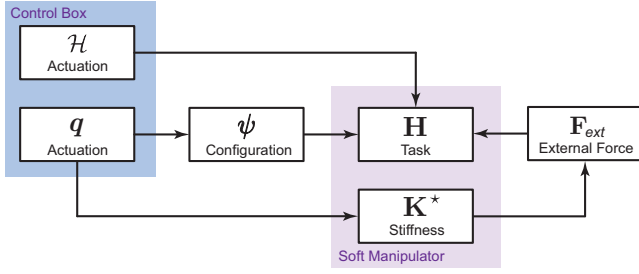 Control Box
ℋ
Actuation
q
Actuation
ψ
Configuration
H
Task
F_ext
External Force
K*
Stiffness
Soft Manipulator